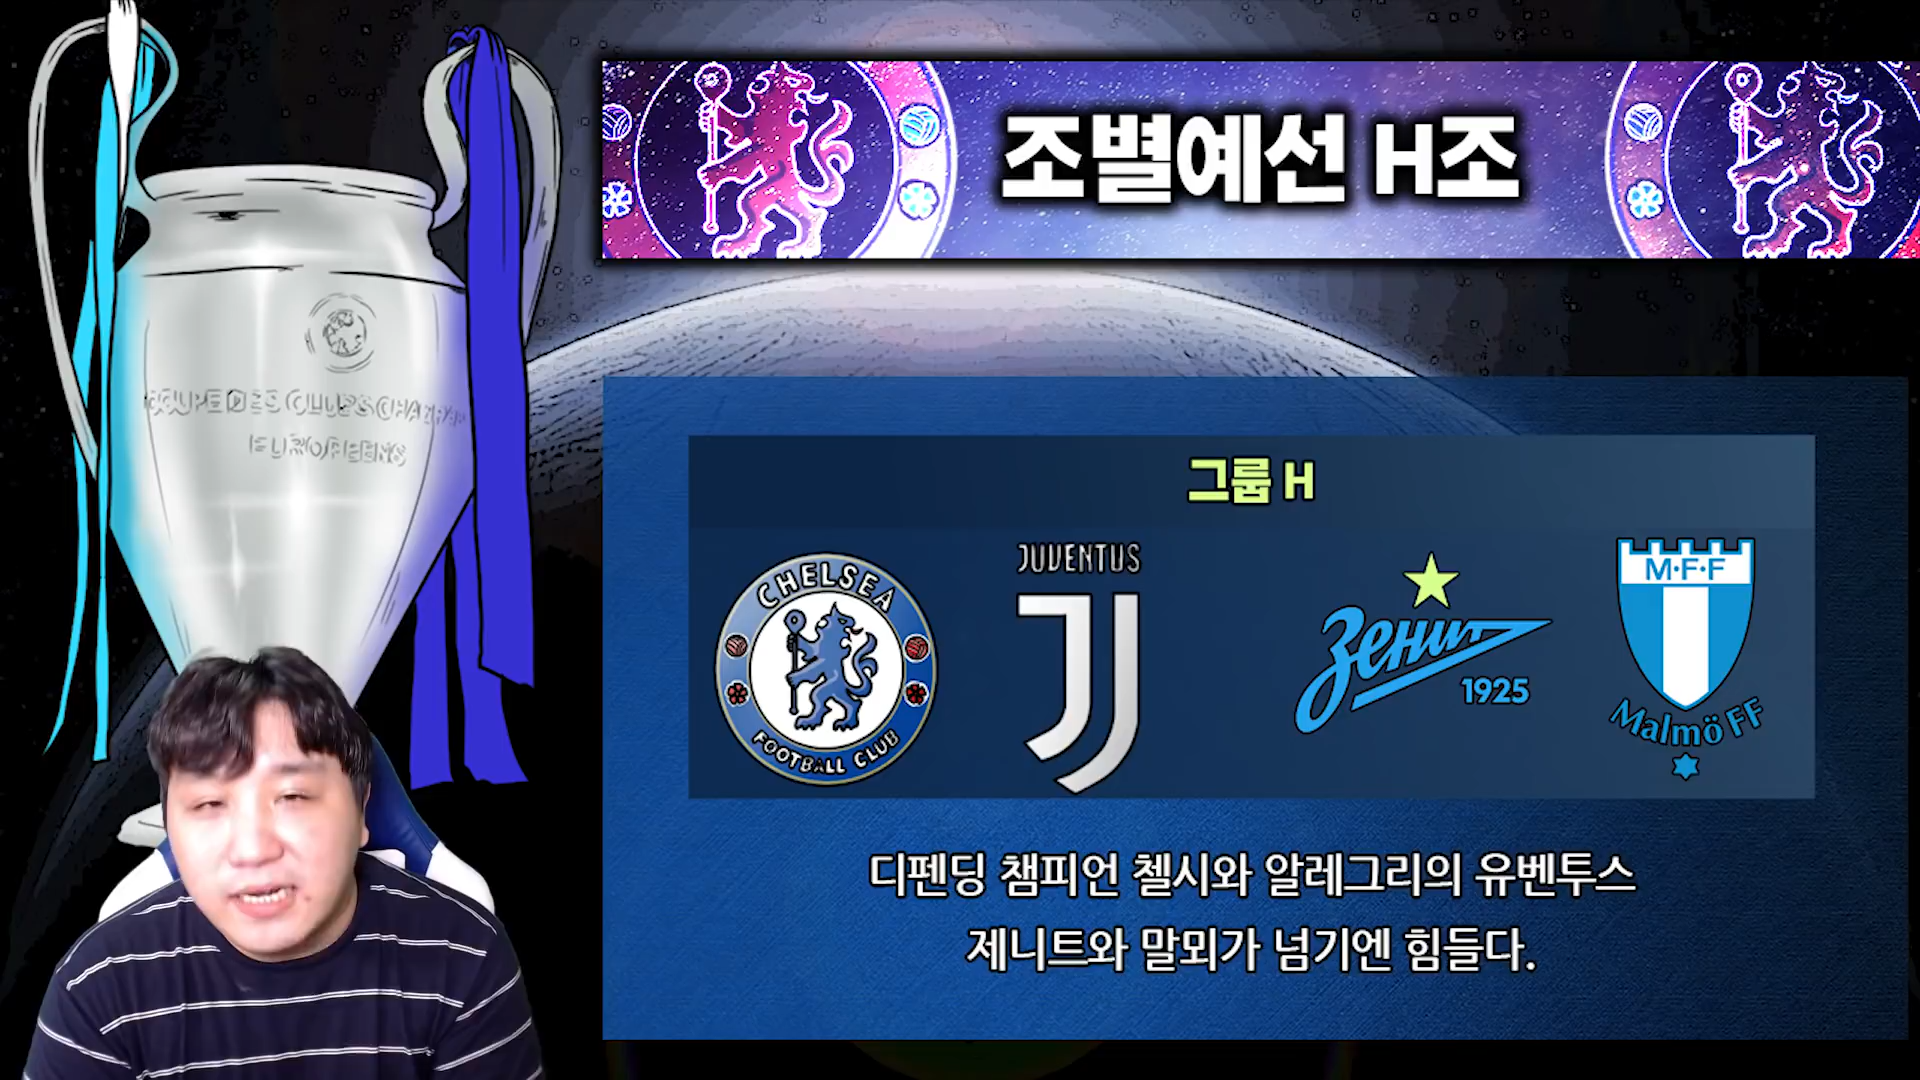 조별예선 H조
그룹 H
CHELSEA
FOOTBALL CLUB
JUVENTUS
Зенит
1925
M·F·F
Malmö FF
디펜딩 챔피언 첼시와 알레그리의 유벤투스
제니트와 말뫼가 넘기엔 힘들다.